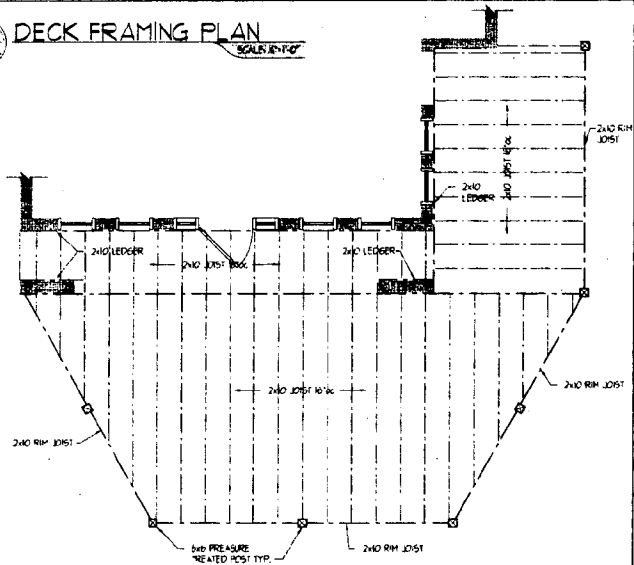 DECK FRAMING PLAN
2x10 RIM
JOIST
2x10 JOIST 16"oc
2x10
LEDGER
2x10 LEDGER
2x10 JOIST 16"oc
2x10 LEDGER
2x10 JOIST 16"oc
2x10 RIM JOIST
2x10 RIM JOIST
6x6 PREASURE
TREATED POST TYP.
2x10 RIM JOIST